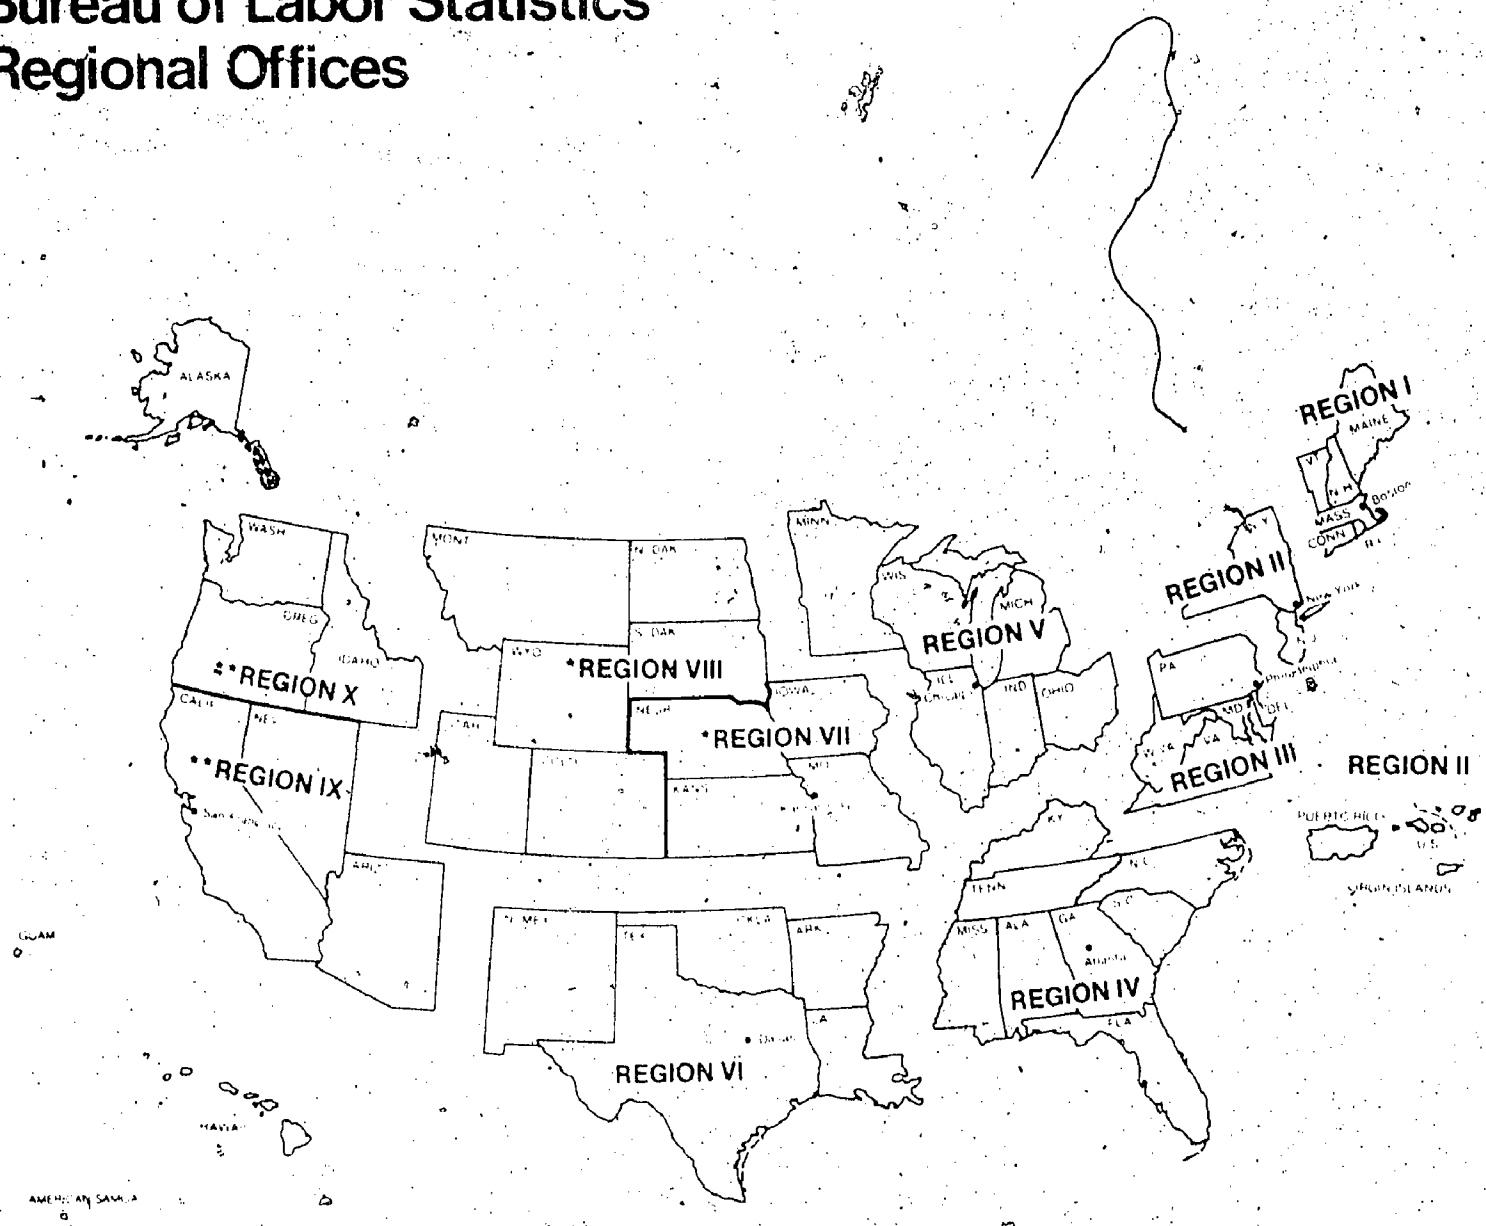 Bureau of Labor Statistics
Regional Offices
ALASKA
REGION I
MAINE
VT
N.H.
Boston
MASS
CONN
R.I.
WASH
MONT
N. DAK
MINN
N.Y.
REGION II
New York
N.J.
OREG
IDAHO
**REGION X
S. DAK
WYO
*REGION VIII
WIS
MICH
REGION V
PA
Philadelphia
CALIF
NEV
UTAH
NEBR
IOWA
*REGION VII
ILL
Chicago
IND
OHIO
MD
DEL
W.VA
VA
REGION III
REGION II
**REGION IX
San Francisco
COLO
KANS
MO
Kansas City
KY
PUERTO RICO
U.S.
VIRGIN ISLANDS
ARIZ
TENN
N.C.
S.C.
GUAM
N. MEX
OKLA
TEX
ARK
MISS
ALA
GA
Atlanta
REGION IV
FLA
LA
Dallas
REGION VI
HAWAII
AMERICAN SAMOA